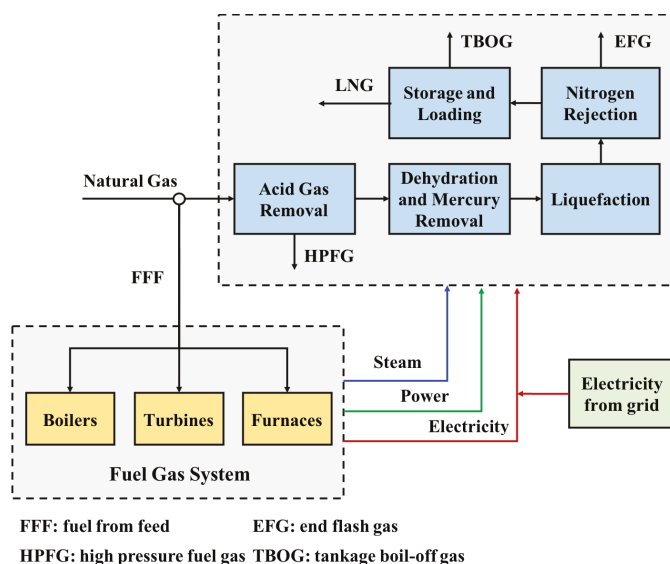 TBOG
EFG
LNG
Storage and
Loading
Nitrogen
Rejection
Natural Gas
Acid Gas
Removal
Dehydration
and Mercury
Removal
Liquefaction
HPFG
FFF
Steam
Power
Electricity
Electricity
from grid
Boilers
Turbines
Furnaces
Fuel Gas System
FFF: fuel from feed
EFG: end flash gas
HPFG: high pressure fuel gas
TBOG: tankage boil-off gas